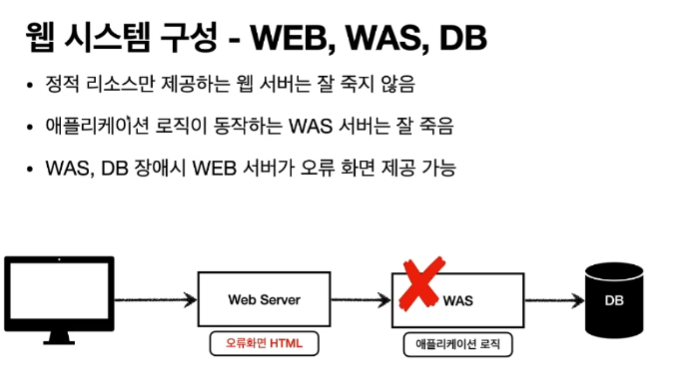 웹 시스템 구성 - WEB, WAS, DB
• 정적 리소스만 제공하는 웹 서버는 잘 죽지 않음
• 애플리케이션 로직이 동작하는 WAS 서버는 잘 죽음
• WAS, DB 장애시 WEB 서버가 오류 화면 제공 가능
Web Server
WAS
DB
오류화면 HTML
애플리케이션 로직